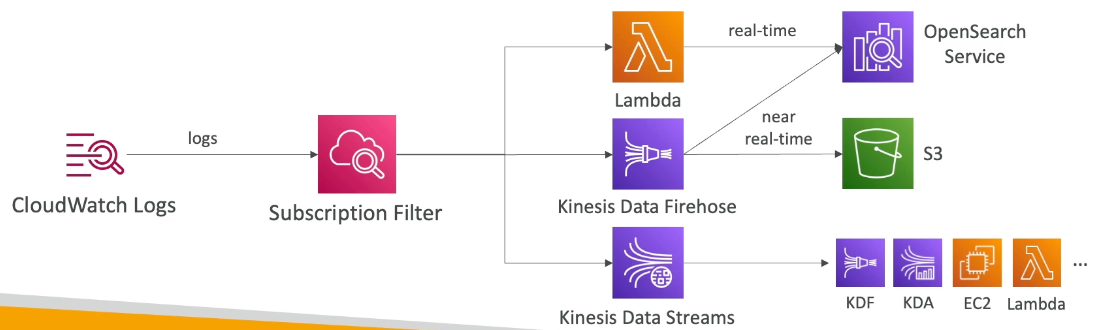 CloudWatch Logs
logs
Subscription Filter
Lambda
real-time
OpenSearch
Service
Kinesis Data Firehose
near
real-time
S3
Kinesis Data Streams
KDF
KDA
EC2
Lambda
...